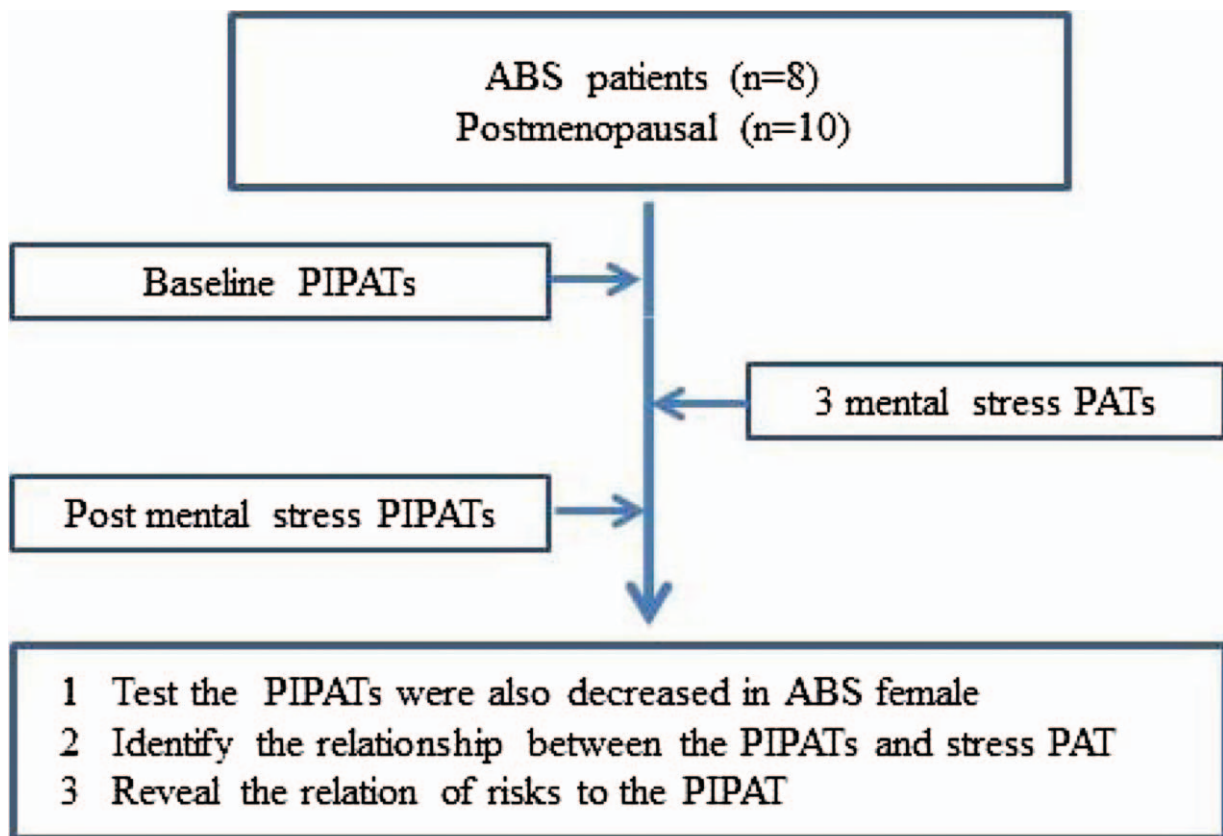 ABS patients (n=8)
Postmenopausal (n=10)
Baseline PIPATs
3 mental stress PATs
Post mental stress PIPATs
1 Test the PIPATs were also decreased in ABS female
2 Identify the relationship between the PIPATs and stress PAT
3 Reveal the relation of risks to the PIPAT